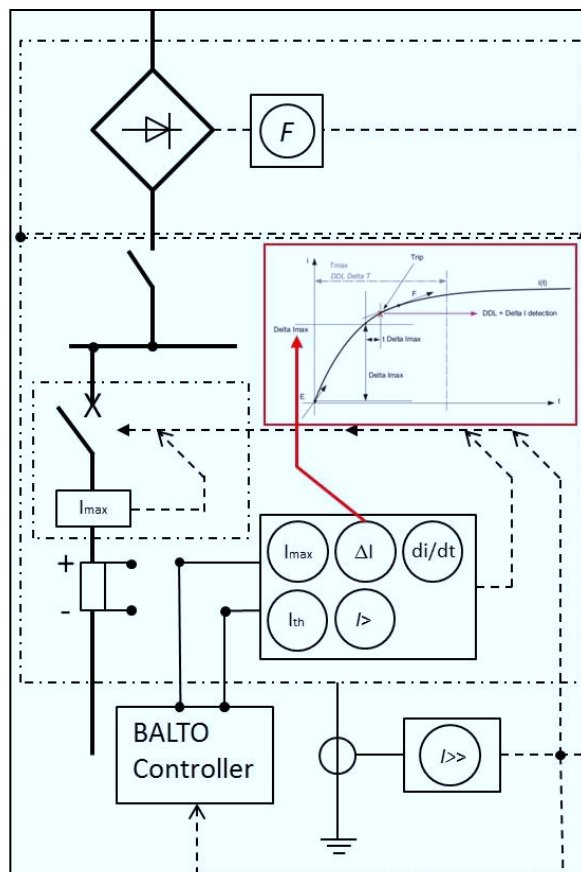 F
Trip
i
Tmax
DDL Delta T
F
i(t)
DDL + Delta I detection
Delta Imax
t Delta Imax
Delta Imax
E
t
Imax
+
-
Imax
ΔI
di/dt
Ith
I>
BALTO
Controller
I>>